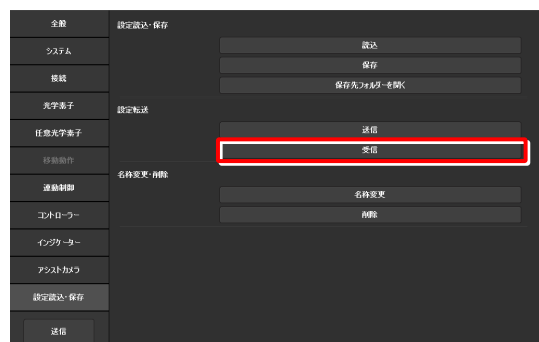 全般
システム
接続
光学素子
任意光学素子
移動動作
連動制御
コントローラー
インジケーター
アシストカメラ
設定読込・保存
送信
設定読込・保存
読込
保存
保存先フォルダーを開く
設定転送
送信
受信
名称変更・削除
名称変更
削除